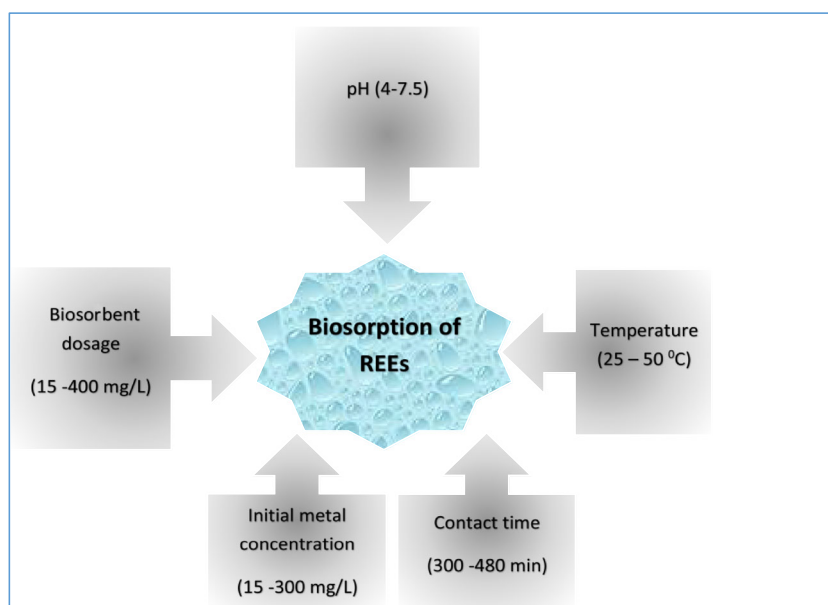 pH (4-7.5)
Biosorbent
dosage
(15 -400 mg/L)
Biosorption of
REEs
Temperature
(25 – 50 ⁰C)
Initial metal
concentration
(15 -300 mg/L)
Contact time
(300 -480 min)